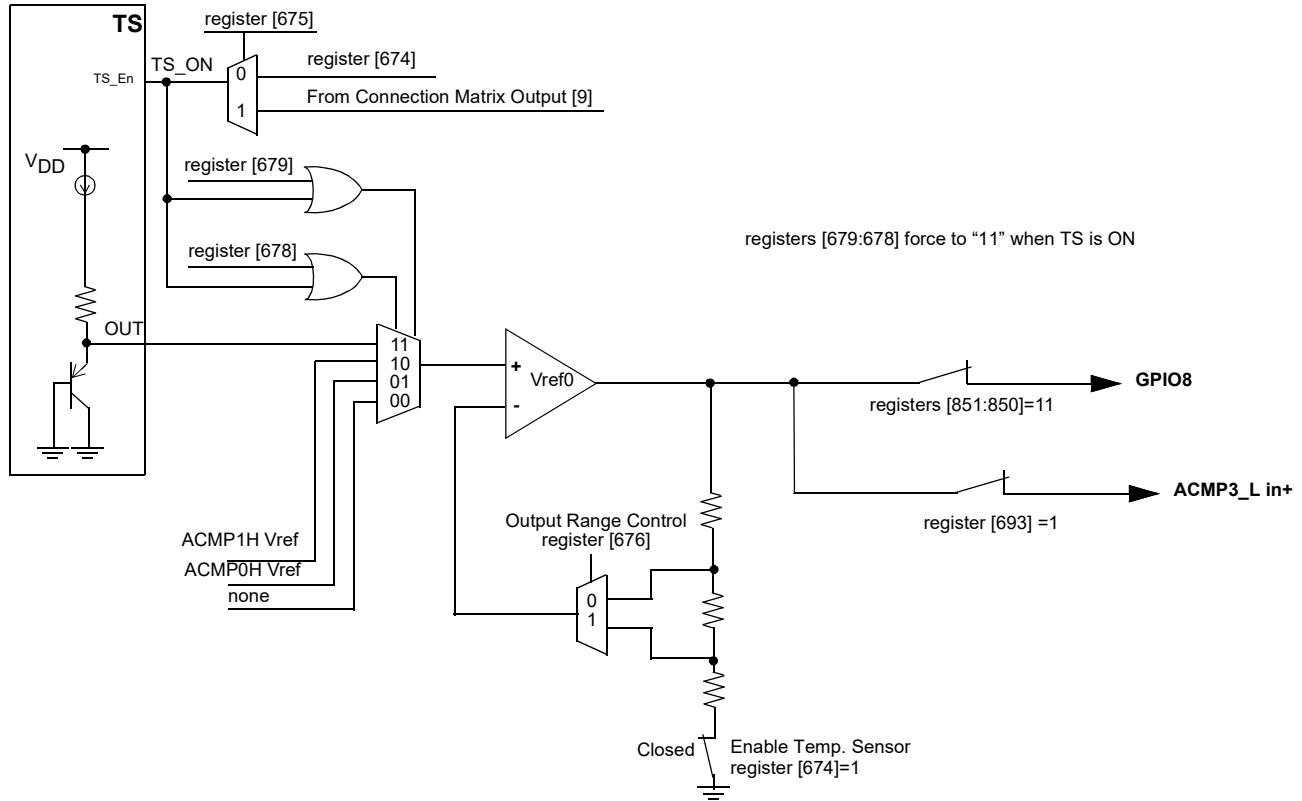 TS
register [675]
TS_En
TS_ON
0
1
register [674]
From Connection Matrix Output [9]
VDD
register [679]
register [678]
registers [679:678] force to “11” when TS is ON
OUT
11
10
01
00
+
-
Vref0
GPIO8
registers [851:850]=11
ACMP3_L in+
register [693] =1
Output Range Control
register [676]
ACMP1H Vref
ACMP0H Vref
none
0
1
Closed
Enable Temp. Sensor
register [674]=1